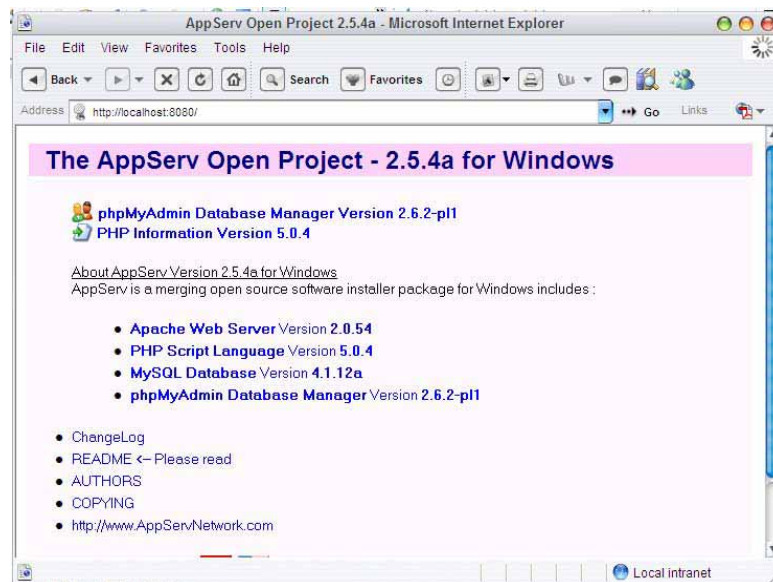 AppServ Open Project 2.5.4a - Microsoft Internet Explorer
File Edit View Favorites Tools Help
Back Search Favorites
Address http://localhost:8080/ Go Links
The AppServ Open Project - 2.5.4a for Windows
phpMyAdmin Database Manager Version 2.6.2-pl1
PHP Information Version 5.0.4
About AppServ Version 2.5.4a for Windows
AppServ is a merging open source software installer package for Windows includes :
Apache Web Server Version 2.0.54
PHP Script Language Version 5.0.4
MySQL Database Version 4.1.12a
phpMyAdmin Database Manager Version 2.6.2-pl1
ChangeLog
README <-- Please read
AUTHORS
COPYING
http://www.AppServNetwork.com
Local intranet